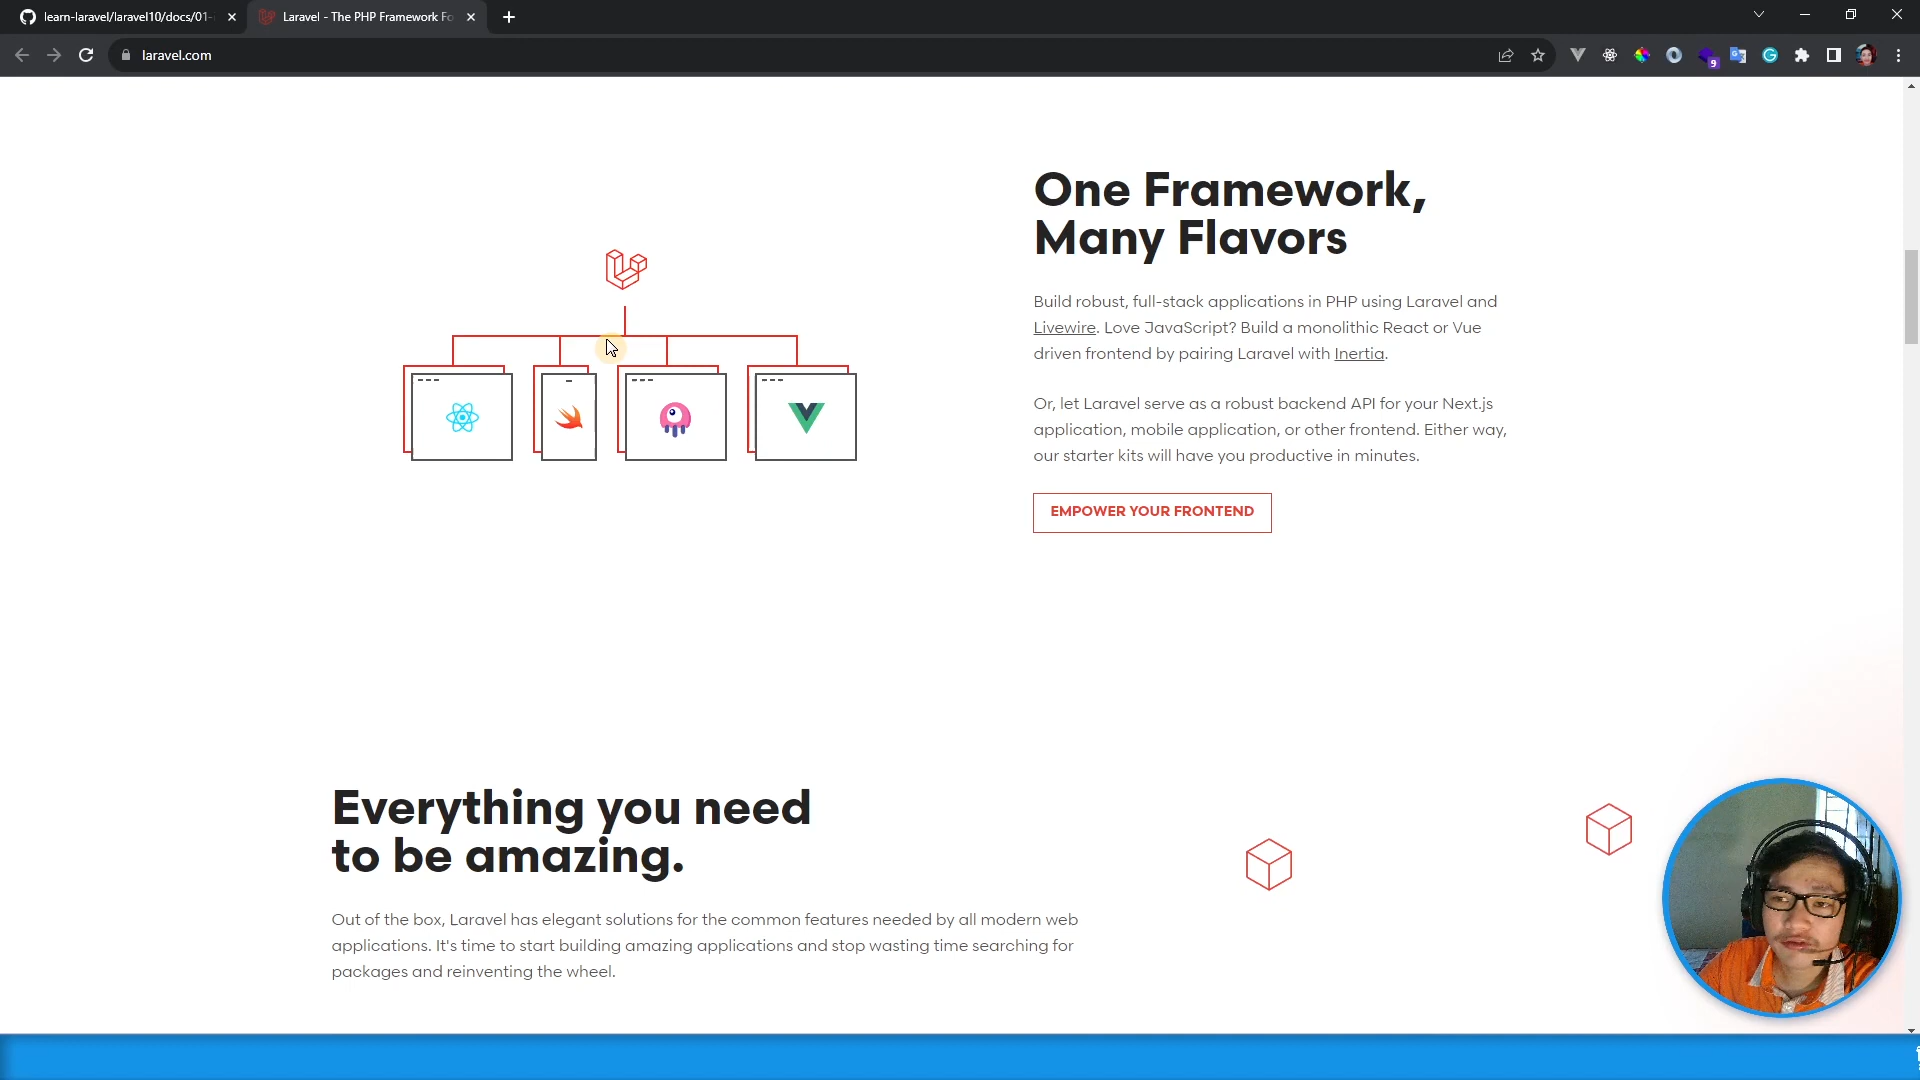 learn-laravel/laravel10/docs/01-
Laravel - The PHP Framework Fo
laravel.com
9
One Framework,
Many Flavors
Build robust, full-stack applications in PHP using Laravel and
Livewire. Love JavaScript? Build a monolithic React or Vue
driven frontend by pairing Laravel with Inertia.
Or, let Laravel serve as a robust backend API for your Next.js
application, mobile application, or other frontend. Either way,
our starter kits will have you productive in minutes.
EMPOWER YOUR FRONTEND
Everything you need
to be amazing.
Out of the box, Laravel has elegant solutions for the common features needed by all modern web
applications. It's time to start building amazing applications and stop wasting time searching for
packages and reinventing the wheel.